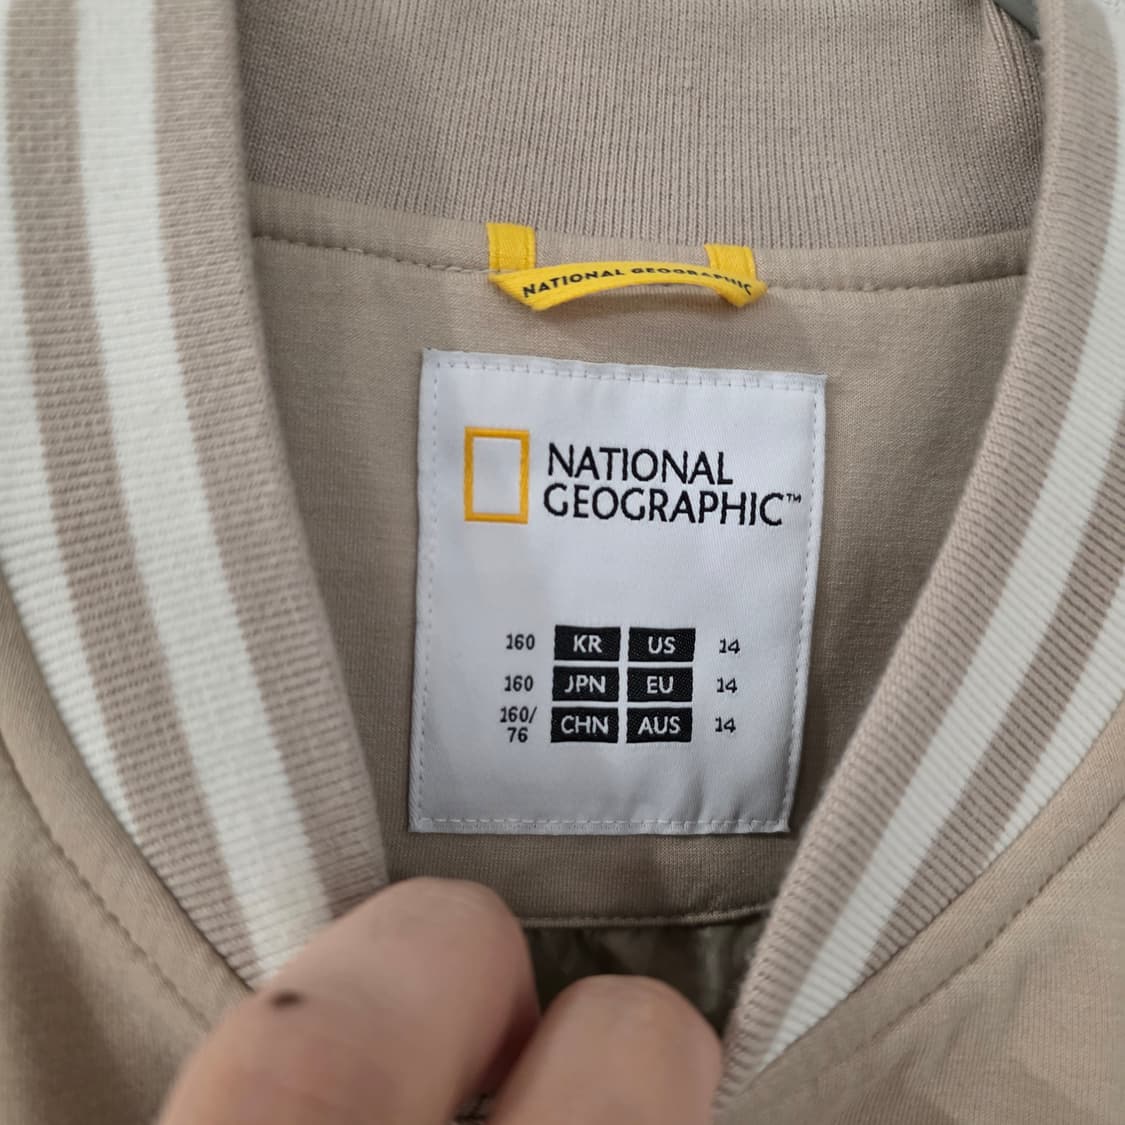 NATIONAL GEOGRAPHIC
NATIONAL
GEOGRAPHIC™
160 KR US 14
160 JPN EU 14
160/
76 CHN AUS 14